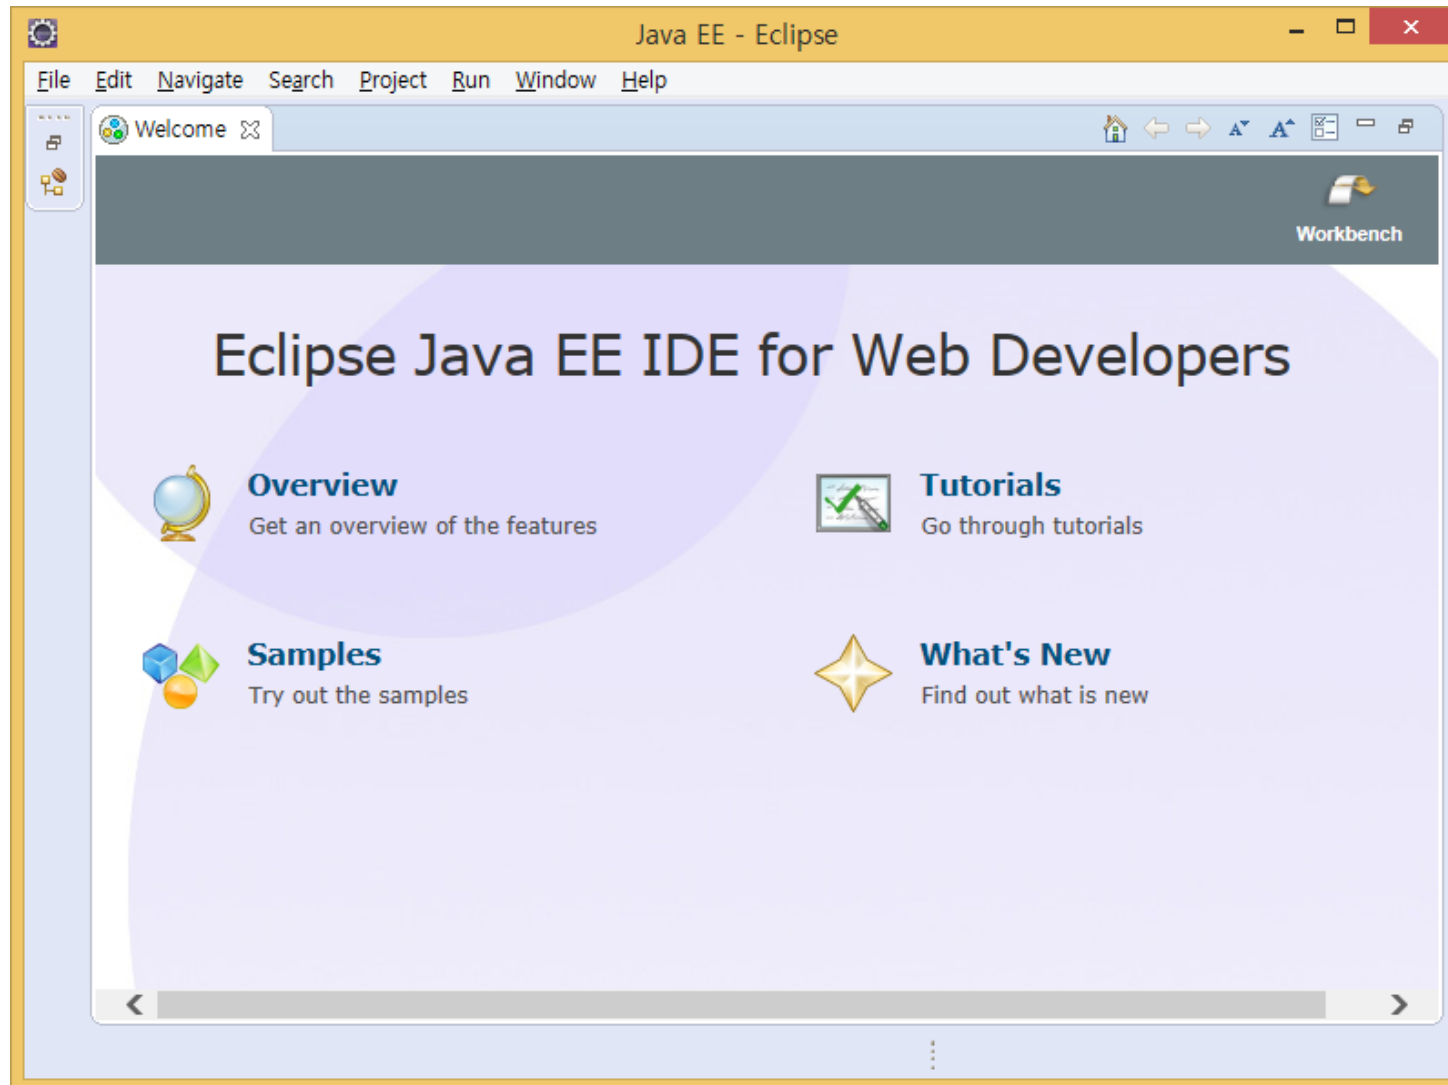 Java EE - Eclipse
File Edit Navigate Search Project Run Window Help
Welcome
Workbench
Eclipse Java EE IDE for Web Developers
Overview
Get an overview of the features
Tutorials
Go through tutorials
Samples
Try out the samples
What's New
Find out what is new